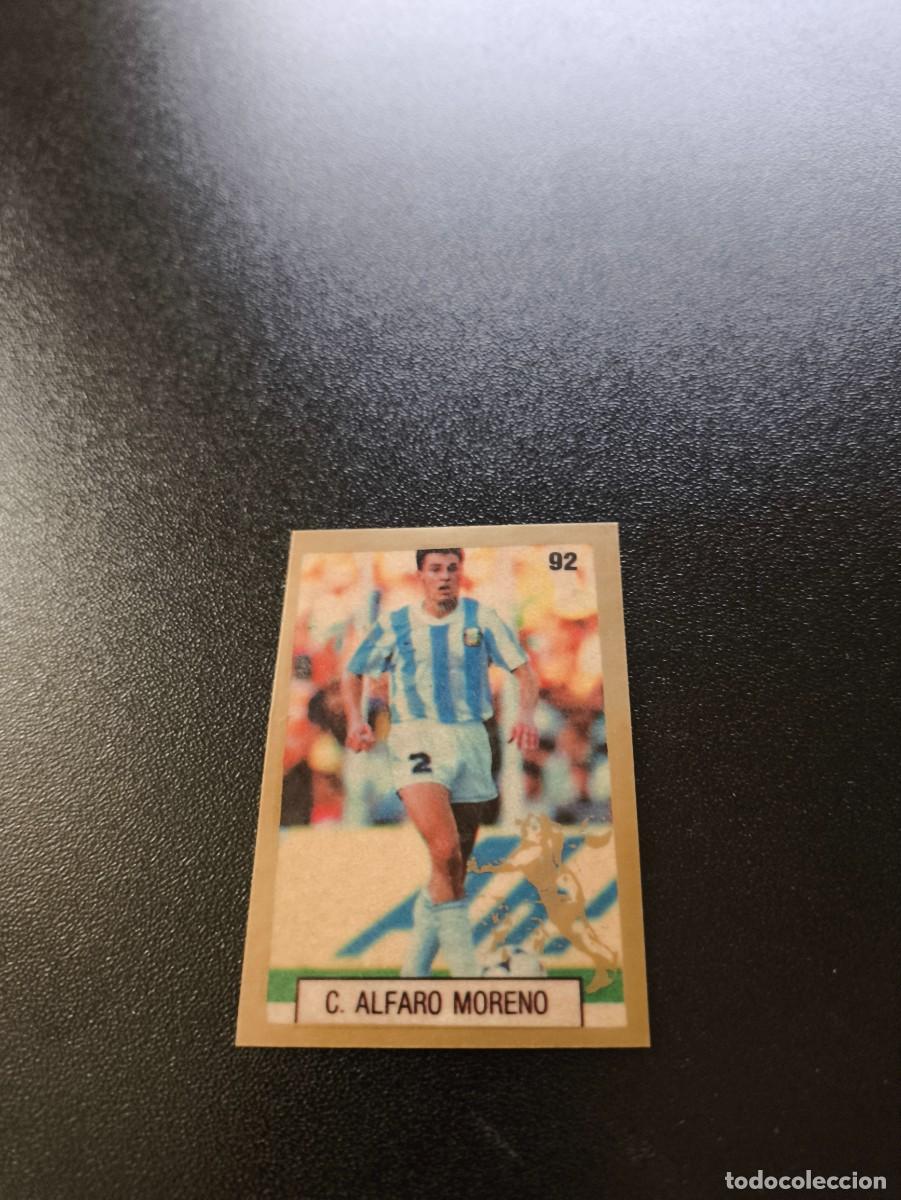 92
2
C. ALFARO MORENO
todocoleccion